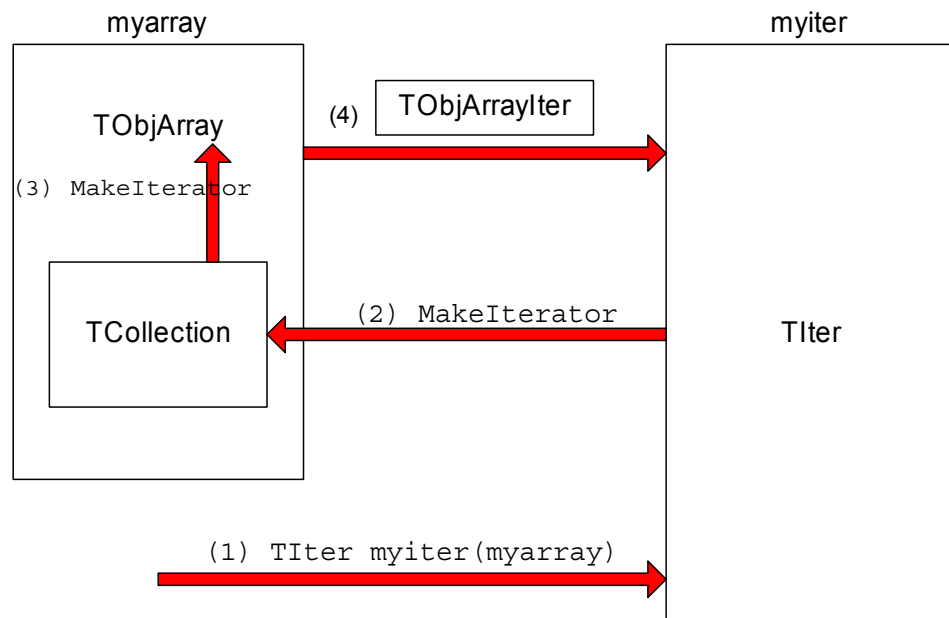 myarray
myiter
TObjArray
(4)
TObjArrayIter
(3) MakeIterator
TCollection
(2) MakeIterator
TIter
(1) TIter myiter(myarray)